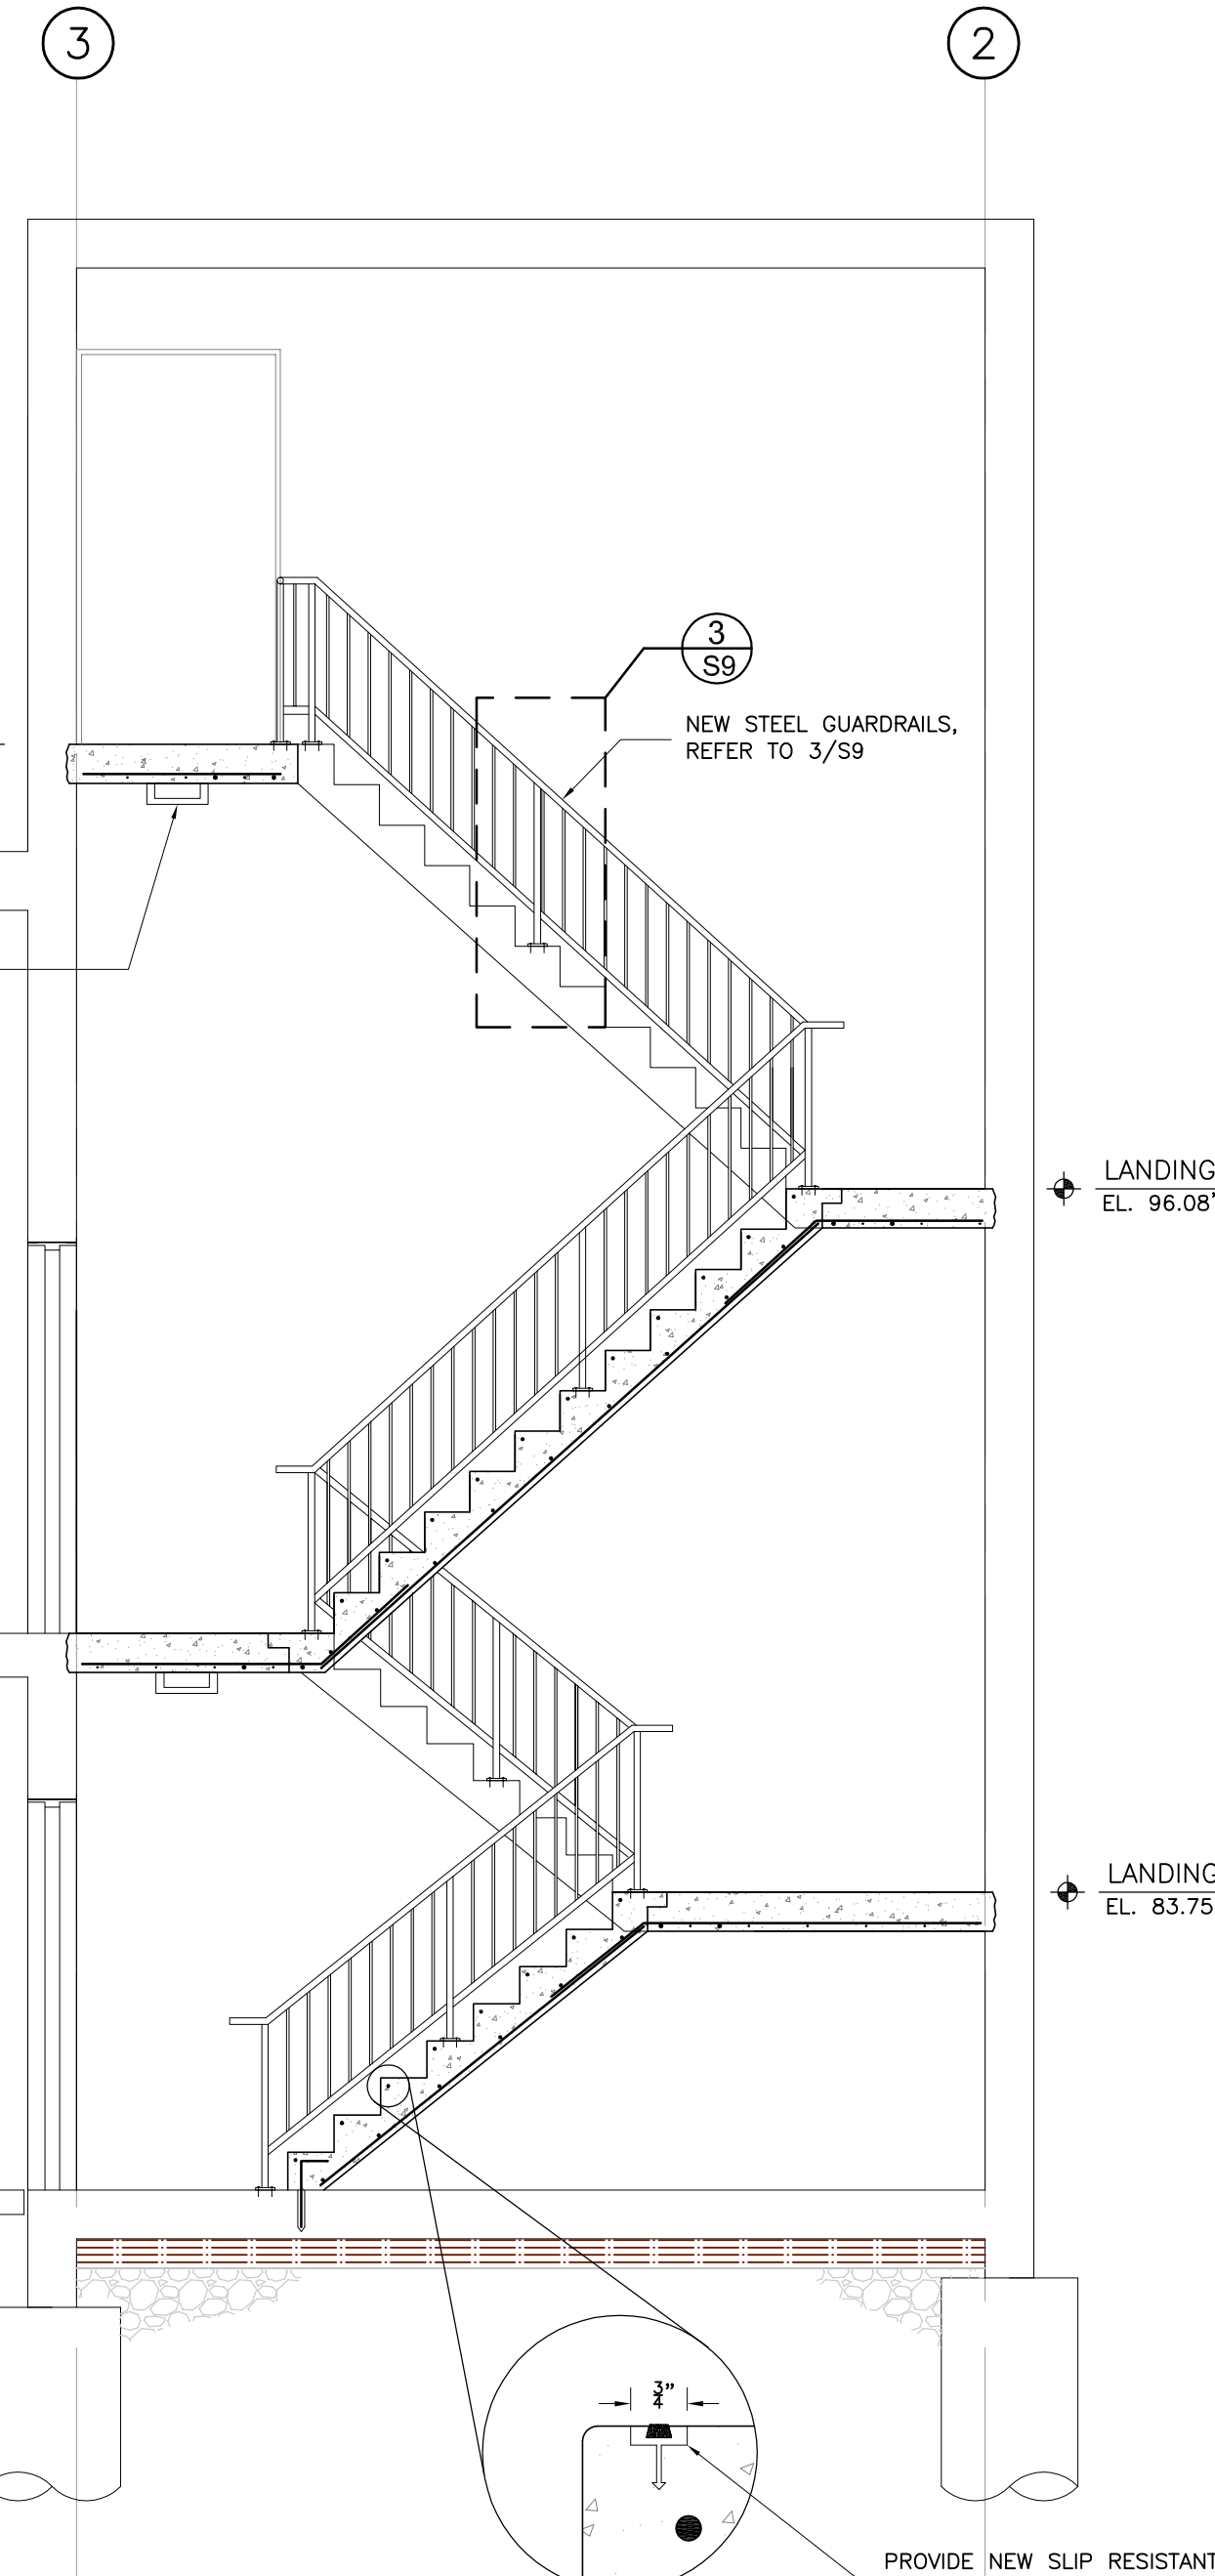 3
2
3
S9
NEW STEEL GUARDRAILS,
REFER TO 3/S9
LANDING
EL. 96.08'
LANDING
EL. 83.75
3"
4
PROVIDE NEW SLIP RESISTANT